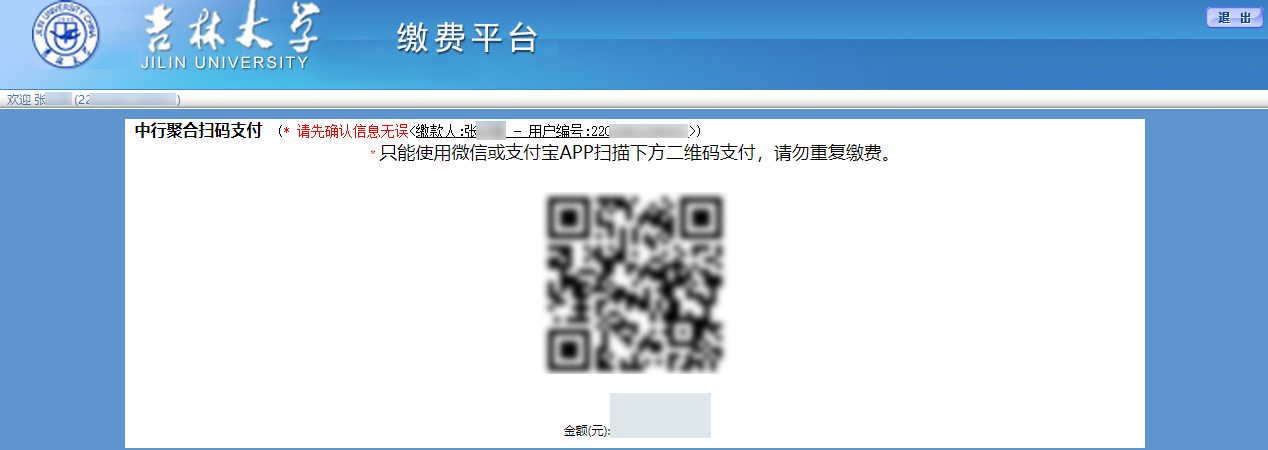 吉林大学
JILIN UNIVERSITY
缴费平台
退 出
欢迎 张 (22 )
中行聚合扫码支付 (* 请先确认信息无误<缴款人:张 - 用户编号:220 >)
* 只能使用微信或支付宝APP扫描下方二维码支付，请勿重复缴费。
金额(元):